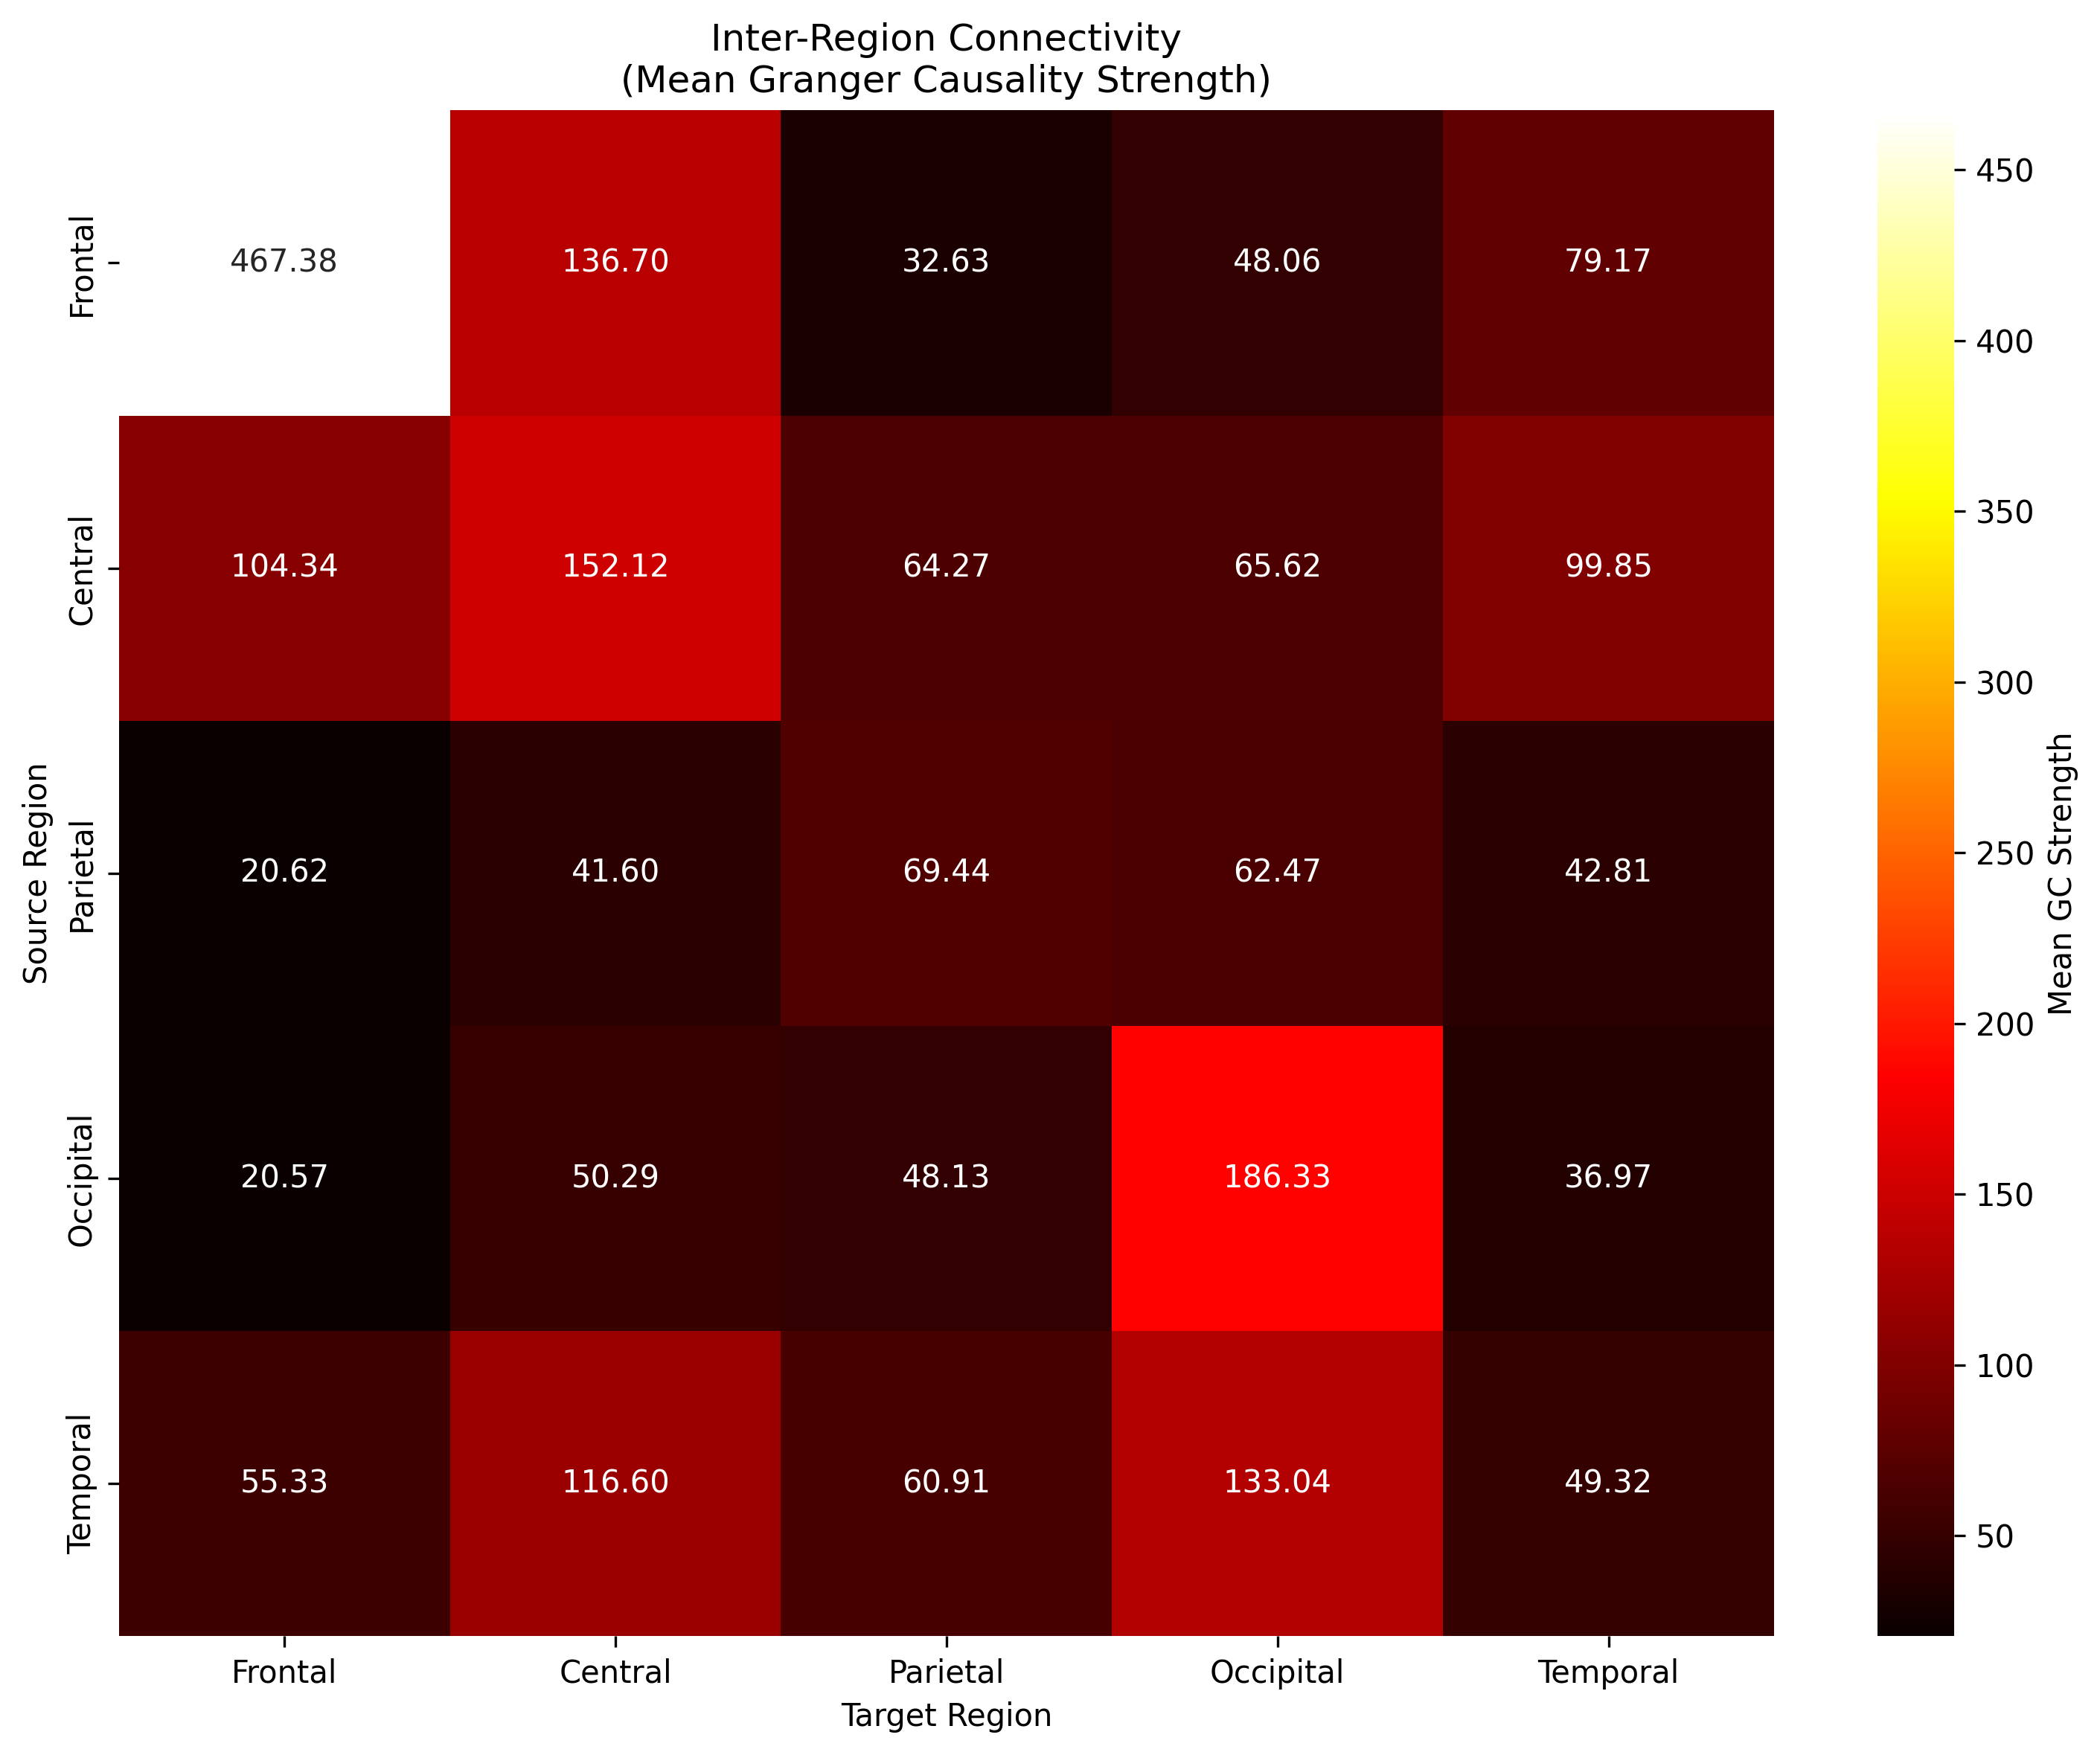 Inter-Region Connectivity
(Mean Granger Causality Strength)
Source Region
Frontal
467.38 136.70 32.63 48.06 79.17
Central
104.34 152.12 64.27 65.62 99.85
Parietal
20.62 41.60 69.44 62.47 42.81
Occipital
20.57 50.29 48.13 186.33 36.97
Temporal
55.33 116.60 60.91 133.04 49.32
Frontal Central Parietal Occipital Temporal
Target Region
450
400
350
300
250
200
150
100
50
Mean GC Strength